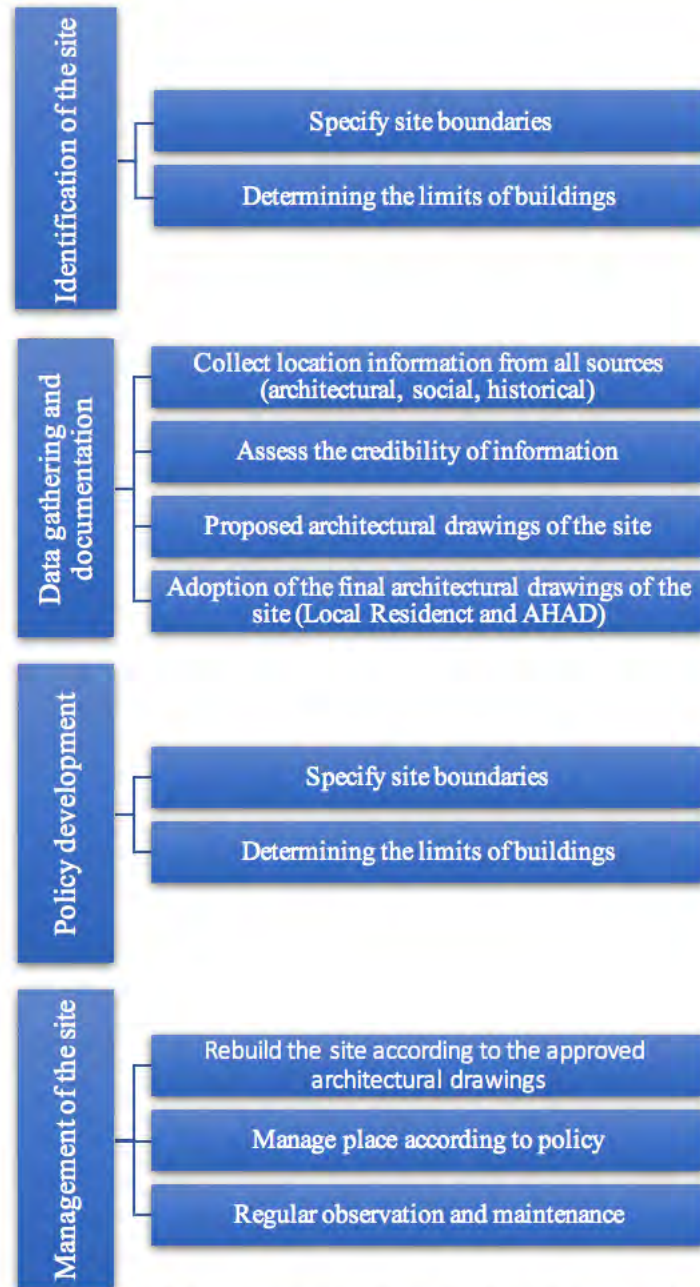 Identification of the site
Specify site boundaries
Determining the limits of buildings
Data gathering and
documentation
Collect location information from all sources
(architectural, social, historical)
Assess the credibility of information
Proposed architectural drawings of the site
Adoption of the final architectural drawings of the
site (Local Residenct and AHAD)
Policy development
Specify site boundaries
Determining the limits of buildings
Management of the site
Rebuild the site according to the approved
architectural drawings
Manage place according to policy
Regular observation and maintenance